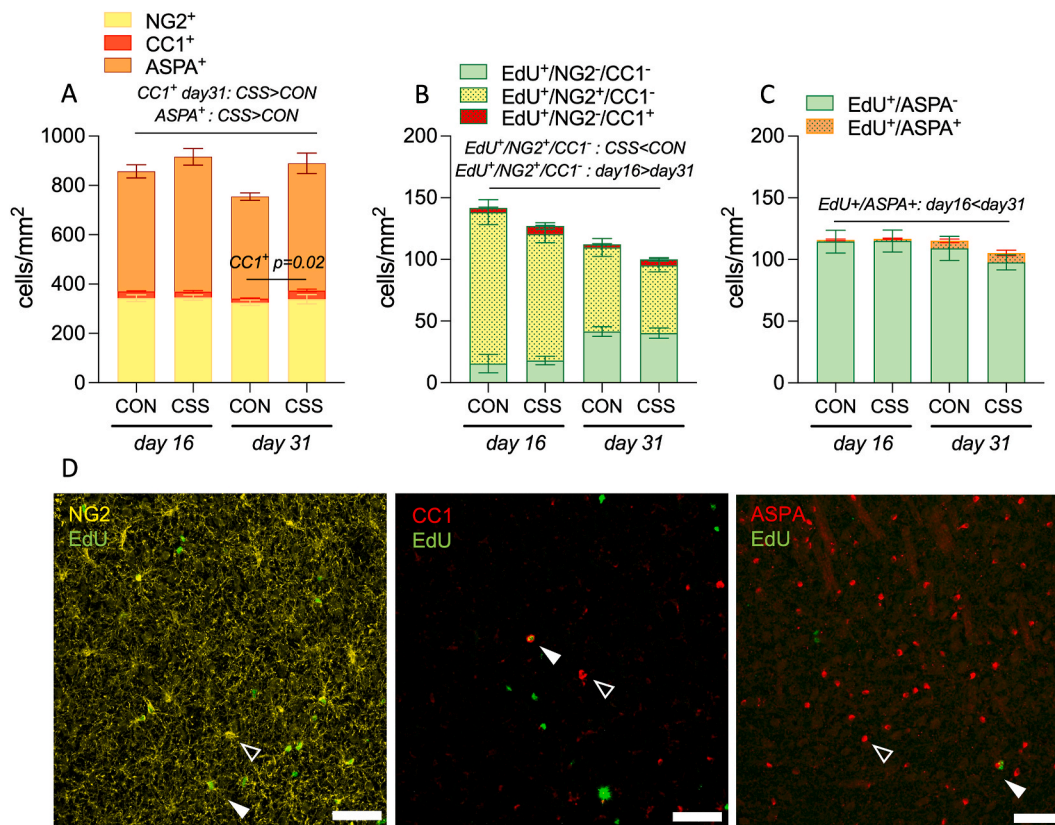 NG2⁺
CC1⁺
ASPA⁺
A
CC1⁺ day31: CSS>CON
ASPA⁺ : CSS>CON
1000
800
600
400
200
0
cells/mm²
CC1⁺ p=0.02
CON CSS CON CSS
day 16 day 31
B
EdU⁺/NG2⁻/CC1⁻
EdU⁺/NG2⁺/CC1⁻
EdU⁺/NG2⁻/CC1⁺
EdU⁺/NG2⁺/CC1⁻ : CSS<CON
EdU⁺/NG2⁺/CC1⁻ : day16>day31
200
150
100
50
0
cells/mm²
CON CSS CON CSS
day 16 day 31
C
EdU⁺/ASPA⁻
EdU⁺/ASPA⁺
EdU+/ASPA+: day16<day31
200
150
100
50
0
cells/mm²
CON CSS CON CSS
day 16 day 31
D
NG2
EdU
CC1
EdU
ASPA
EdU